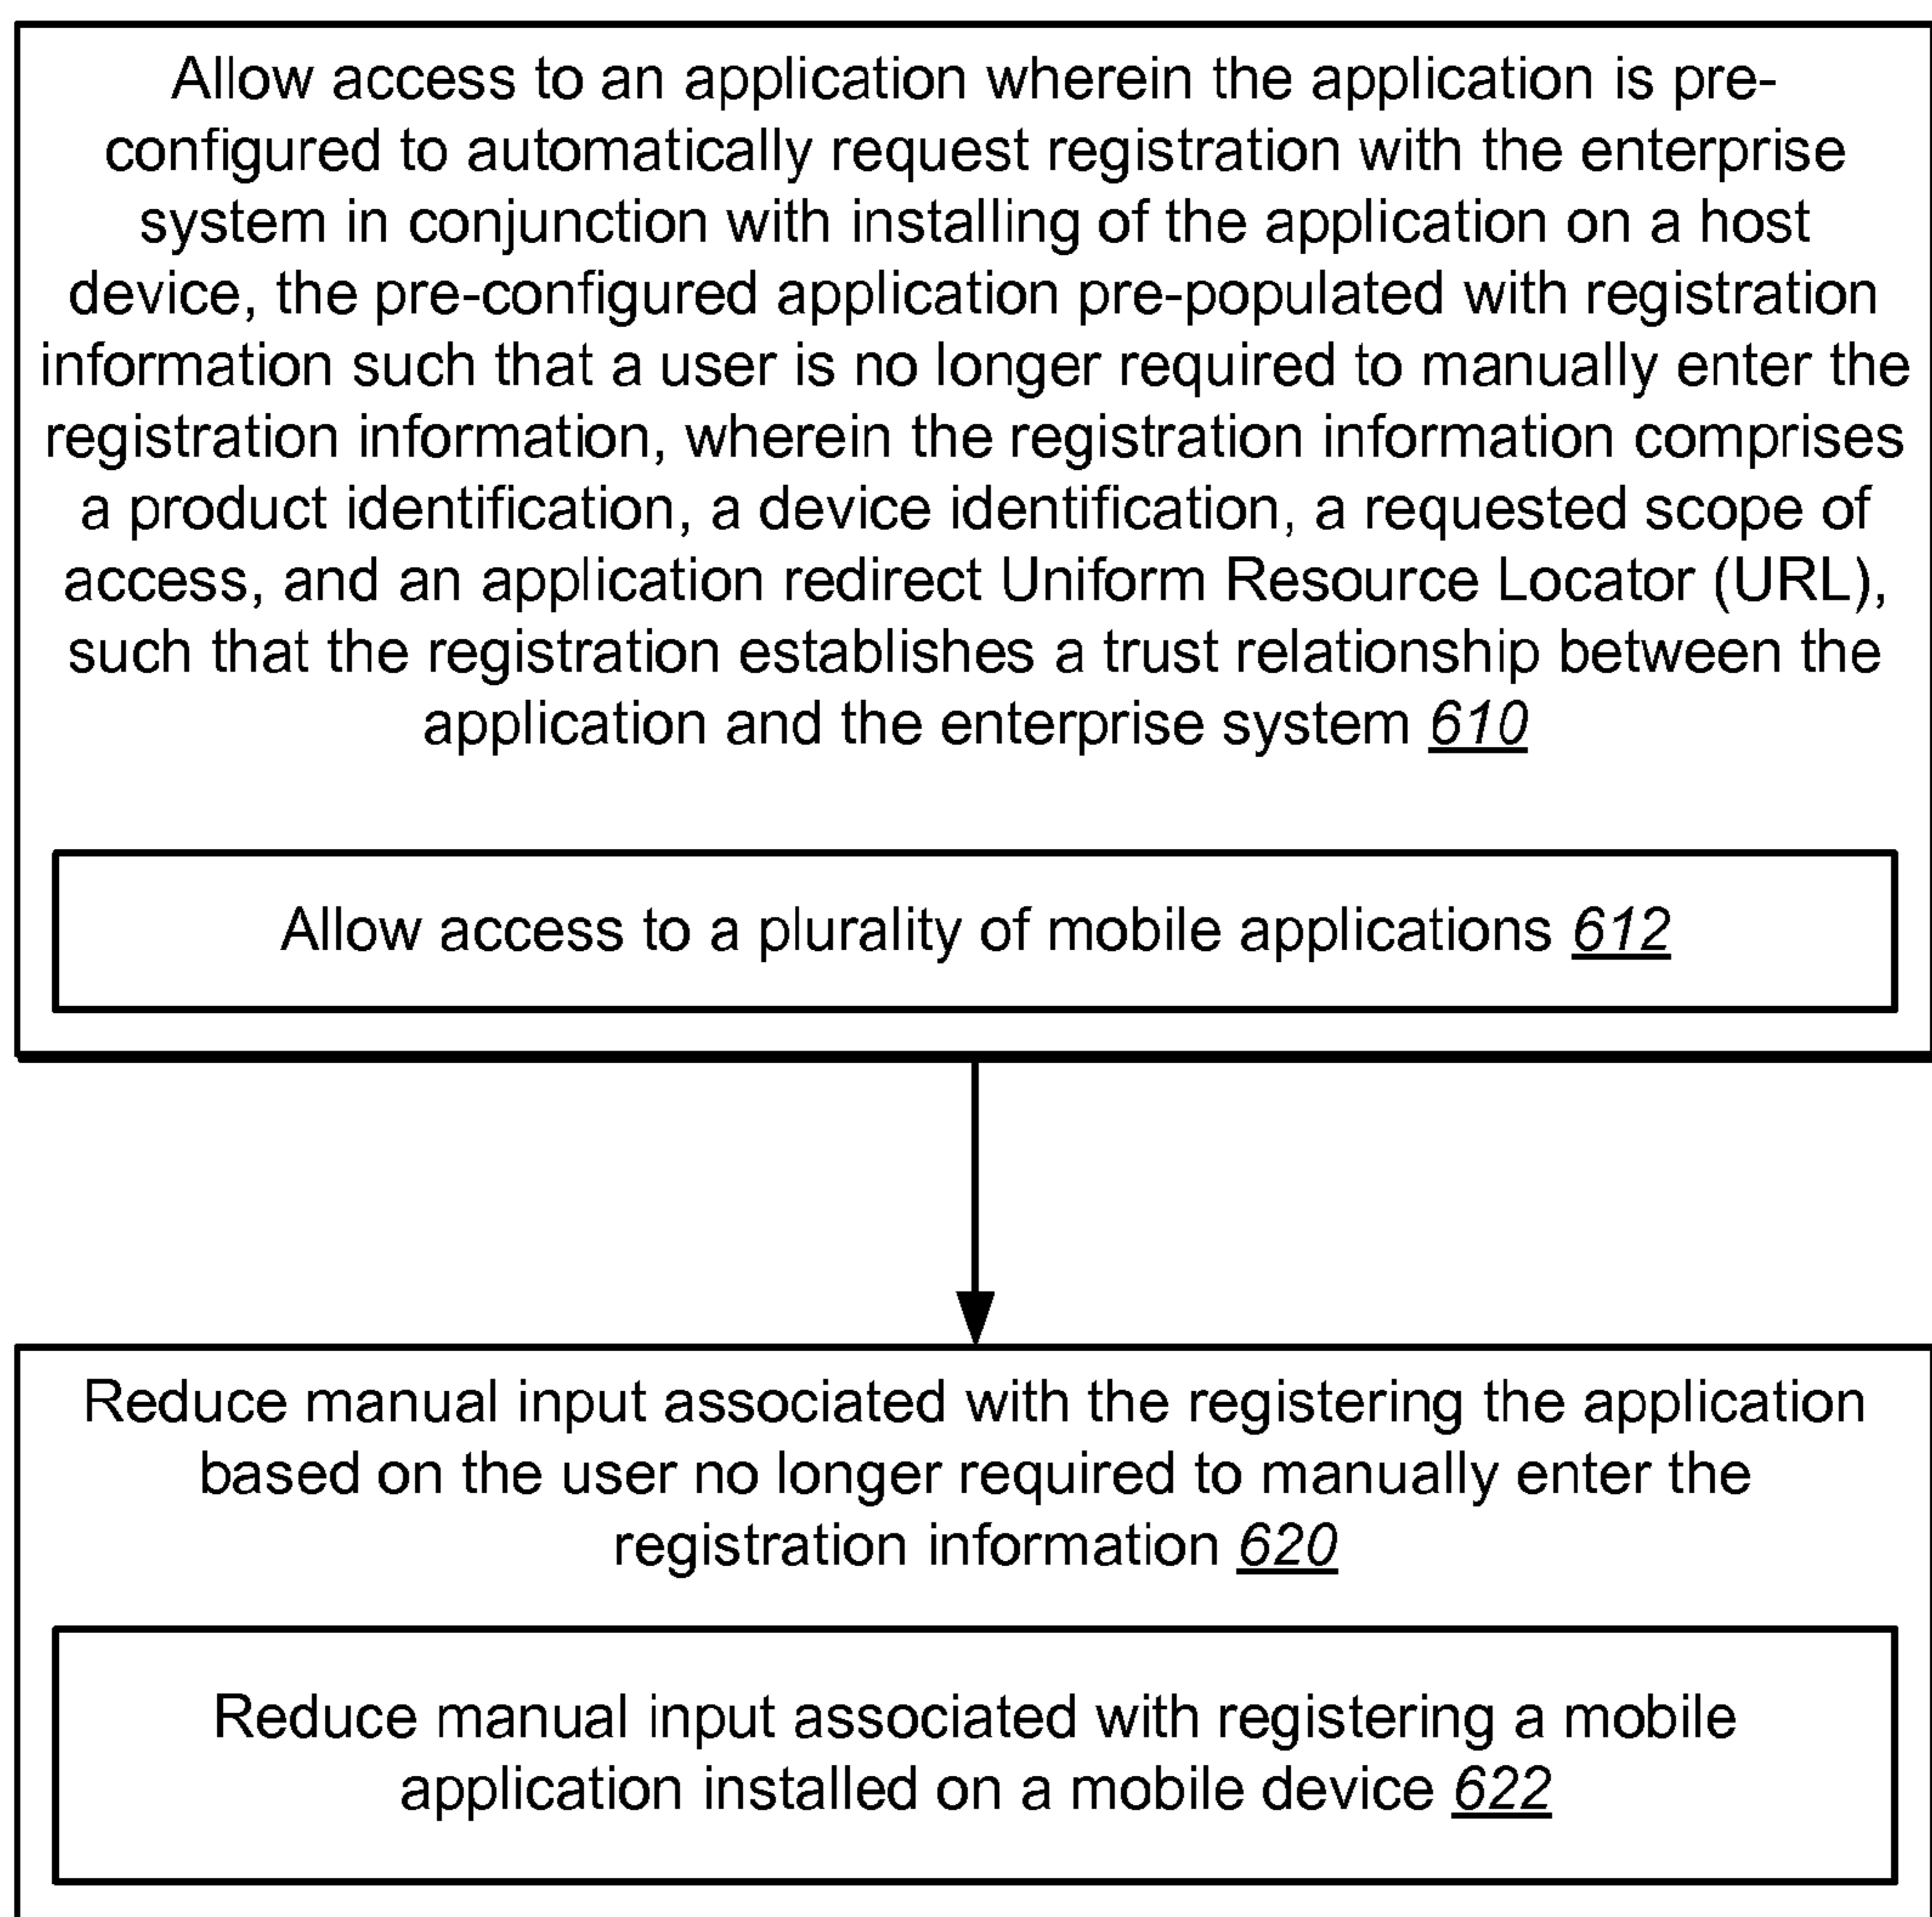 Allow access to an application wherein the application is pre-
configured to automatically request registration with the enterprise
system in conjunction with installing of the application on a host
device, the pre-configured application pre-populated with registration
information such that a user is no longer required to manually enter the
registration information, wherein the registration information comprises
a product identification, a device identification, a requested scope of
access, and an application redirect Uniform Resource Locator (URL),
such that the registration establishes a trust relationship between the
application and the enterprise system 610
Allow access to a plurality of mobile applications 612
Reduce manual input associated with the registering the application
based on the user no longer required to manually enter the
registration information 620
Reduce manual input associated with registering a mobile
application installed on a mobile device 622